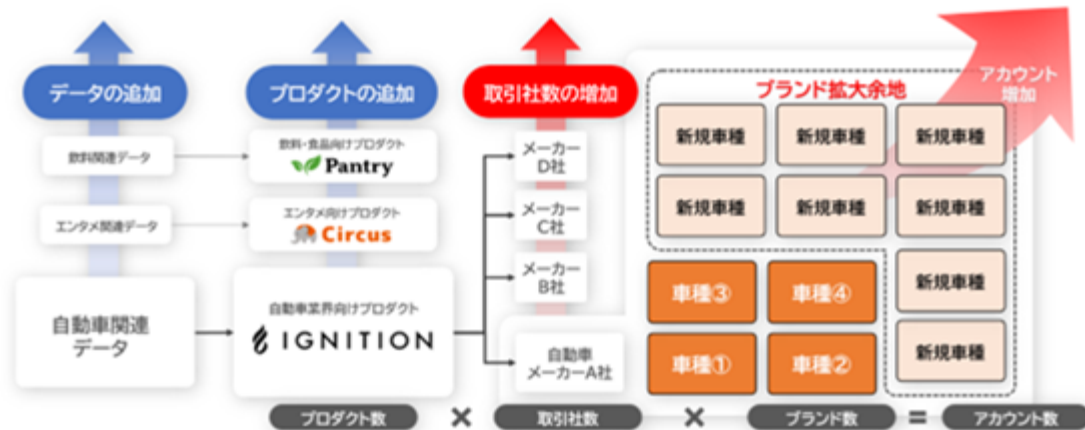 データの追加
プロダクトの追加
取引社数の増加
アカウント
増加
ブランド拡大余地
飲料関連データ
飲料・食品向けプロダクト
Pantry
メーカー
D社
新規車種
新規車種
新規車種
エンタメ関連データ
エンタメ向けプロダクト
Circus
メーカー
C社
新規車種
新規車種
新規車種
メーカー
B社
車種③
車種④
新規車種
自動車関連
データ
自動車業界向けプロダクト
IGNITION
自動車
メーカーA社
車種①
車種②
新規車種
プロダクト数 × 取引社数 × ブランド数 = アカウント数